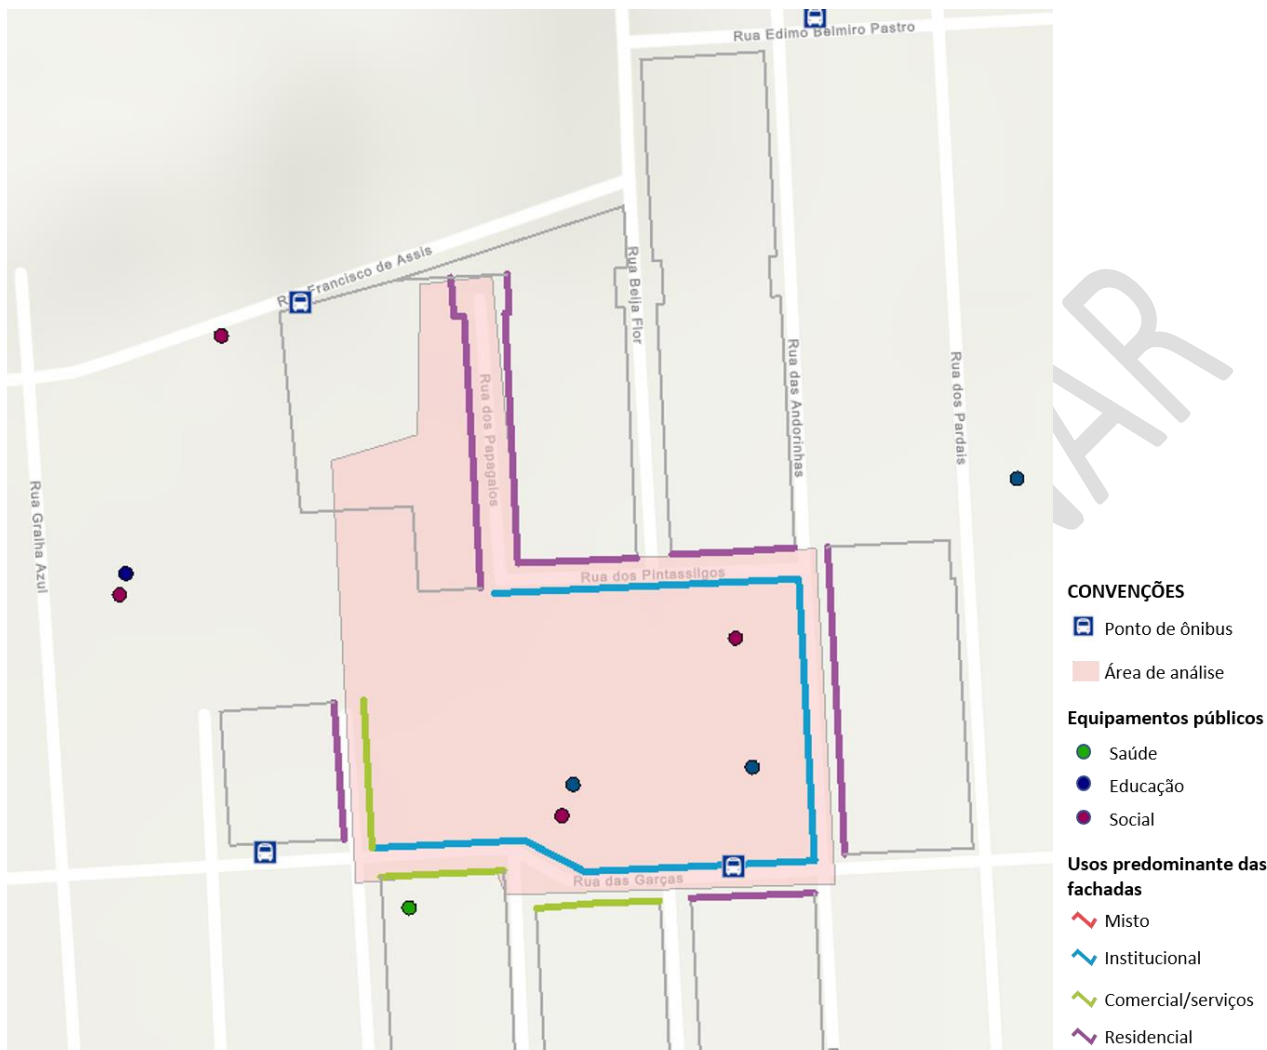 Rua Edimo Belmiro Pastro
Rua Francisco de Assis
Rua Beija Flor
Rua das Andorinhas
Rua dos Pardais
Rua dos Papagaios
Rua Gralha Azul
Rua dos Pintassilgos
Rua das Garças
NAR
CONVENÇÕES
Ponto de ônibus
Área de análise
Equipamentos públicos
Saúde
Educação
Social
Usos predominante das
fachadas
Misto
Institucional
Comercial/serviços
Residencial